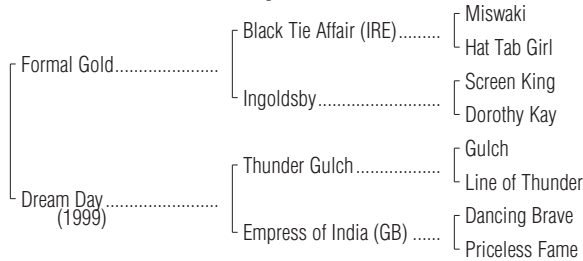 Miswaki
Black Tie Affair (IRE).........
Hat Tab Girl
Formal Gold......................
Screen King
Ingoldsby..........................
Dorothy Kay
Gulch
Thunder Gulch..................
Line of Thunder
Dream Day........................
(1999)
Dancing Brave
Empress of India (GB) ......
Priceless Fame